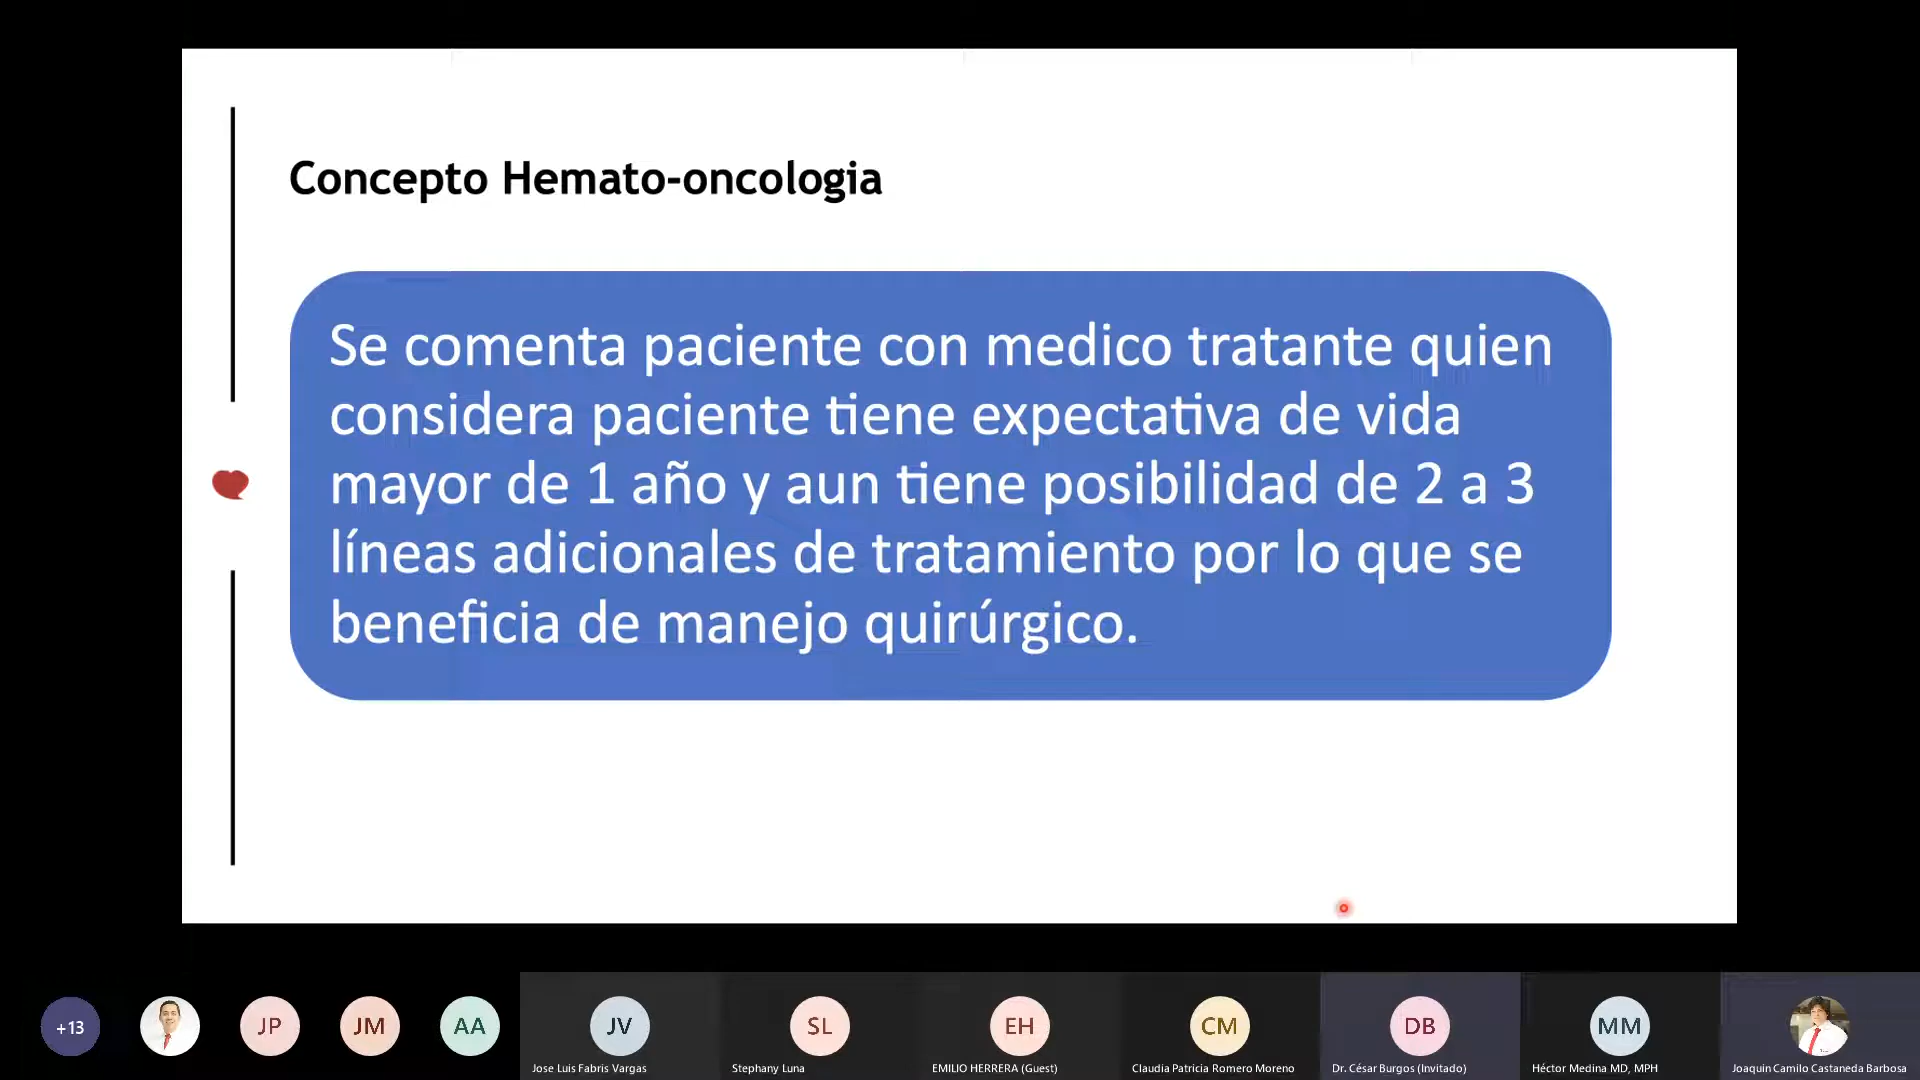 Concepto Hemato-oncologia
Se comenta paciente con medico tratante quien
considera paciente tiene expectativa de vida
mayor de 1 año y aun tiene posibilidad de 2 a 3
líneas adicionales de tratamiento por lo que se
beneficia de manejo quirúrgico.
+13
JP
JM
AA
JV
SL
EH
CM
DB
MM
Jose Luis Fabris Vargas
Stephany Luna
EMILIO HERRERA (Guest)
Claudia Patricia Romero Moreno
Dr. César Burgos (Invitado)
Héctor Medina MD, MPH
Joaquin Camilo Castaneda Barbosa